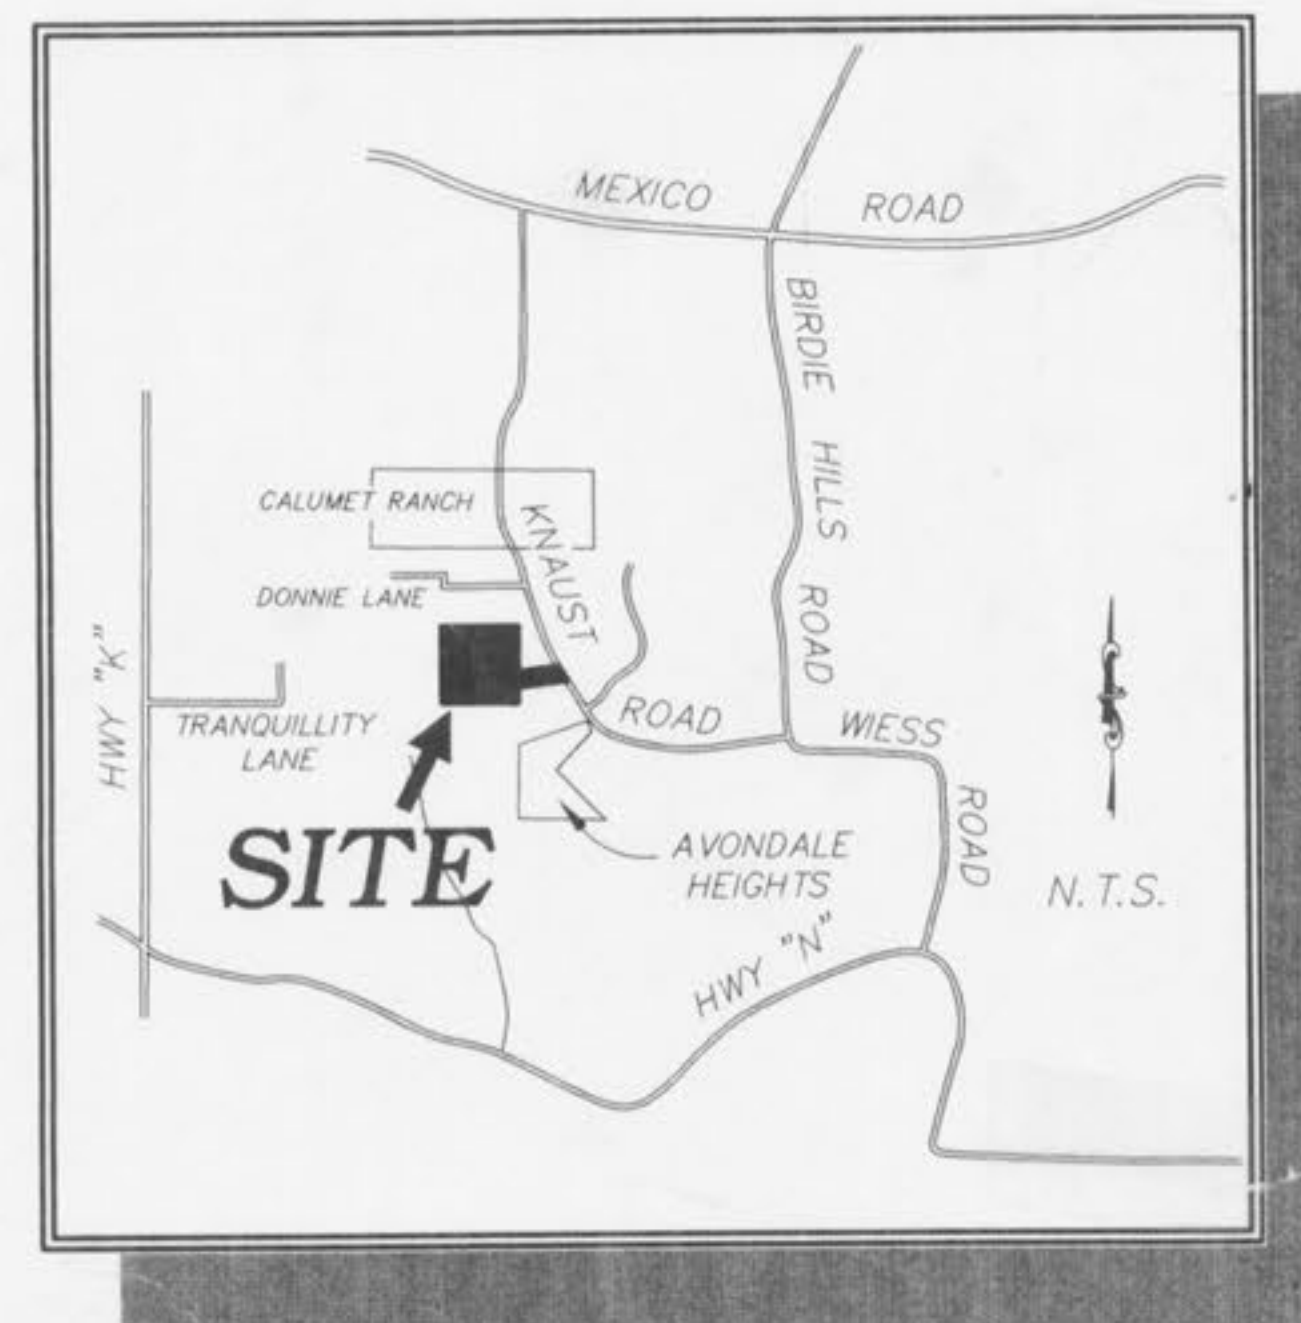 MEXICO ROAD
BIRDIE HILLS ROAD
CALUMET RANCH
KNAUST ROAD
DONNIE LANE
HWY "X"
TRANQUILLITY
LANE
WIESS ROAD
SITE
AVONDALE
HEIGHTS
N.T.S.
HWY "N"